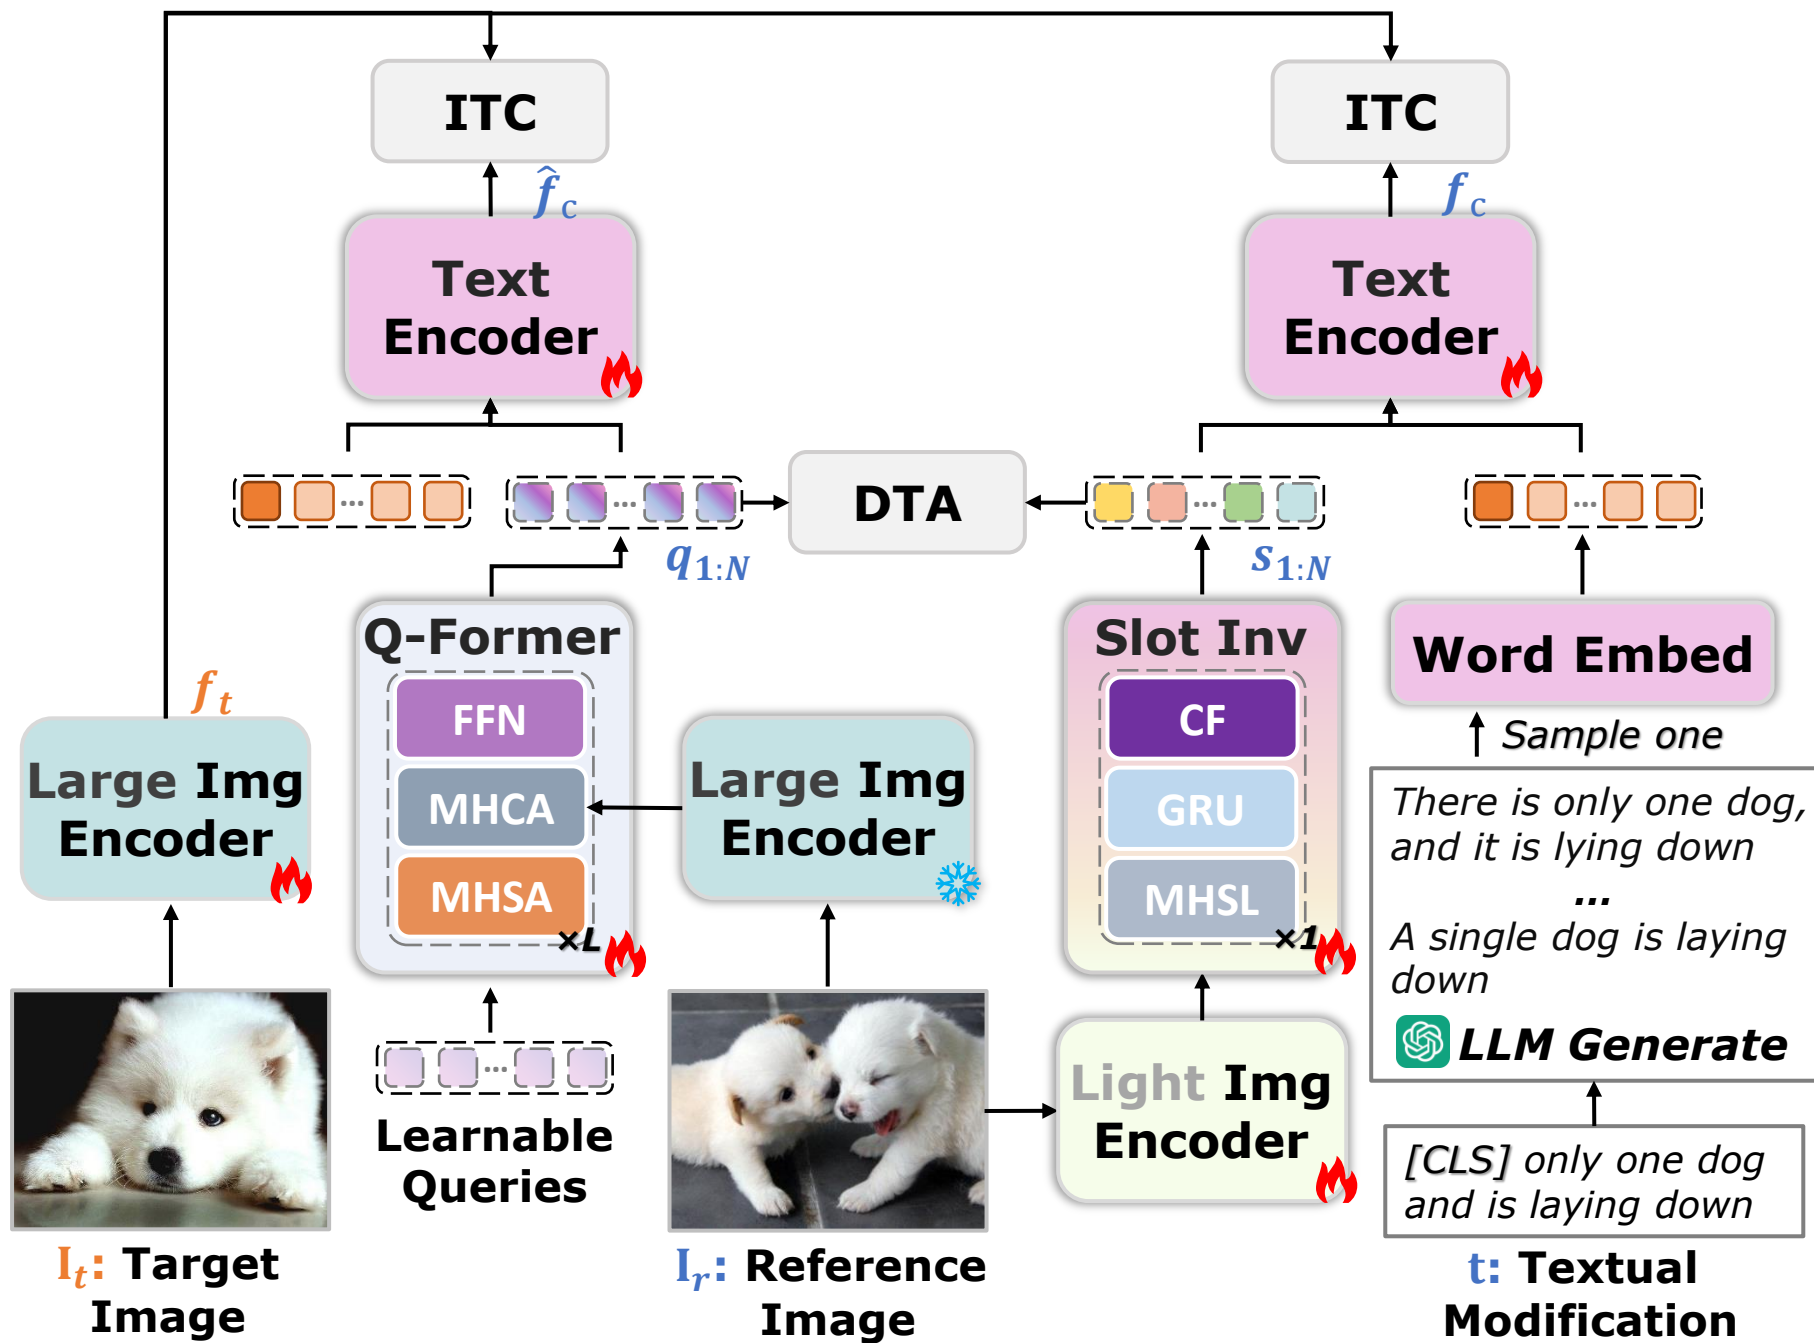 ITC
ITC
f̂c
fc
Text
Encoder
Text
Encoder
...
...
DTA
...
...
q1:N
s1:N
Q-Former
Slot Inv
Word Embed
ft
FFN
CF
Sample one
Large Img
Encoder
MHCA
Large Img
Encoder
GRU
There is only one dog,
and it is lying down
...
A single dog is laying
down
MHSA
×L
MHSL
×1
LLM Generate
...
Learnable
Queries
Light Img
Encoder
[CLS] only one dog
and is laying down
It: Target
Image
Ir: Reference
Image
t: Textual
Modification